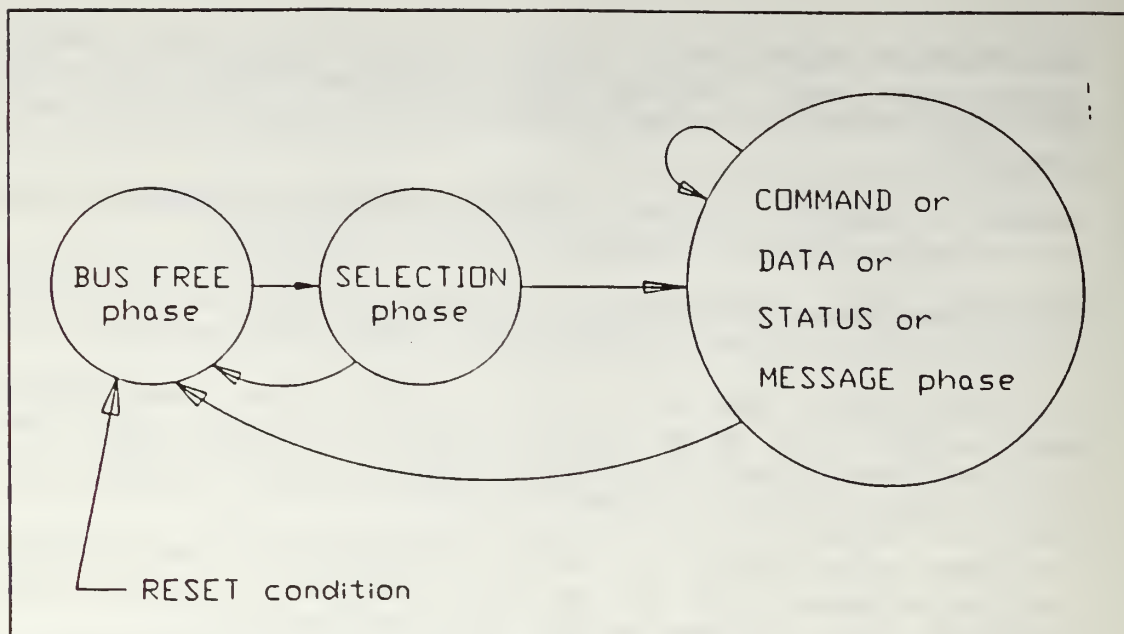 BUS FREE
phase
SELECTION
phase
COMMAND or
DATA or
STATUS or
MESSAGE phase
RESET condition